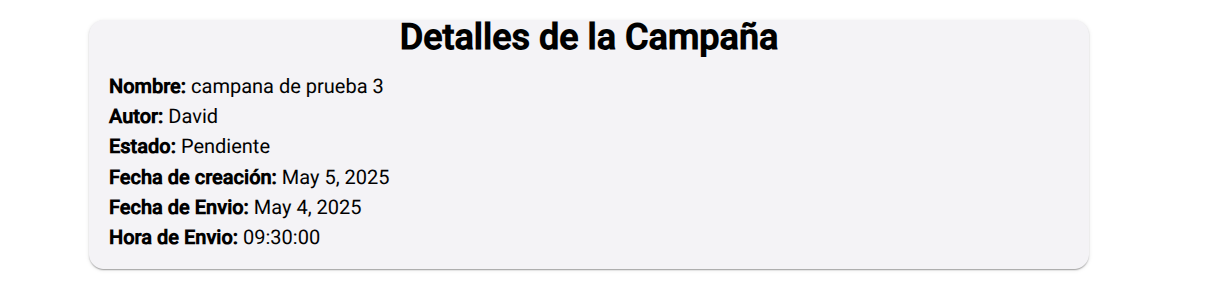 Detalles de la Campaña
Nombre: campana de prueba 3
Autor: David
Estado: Pendiente
Fecha de creación: May 5, 2025
Fecha de Envio: May 4, 2025
Hora de Envio: 09:30:00